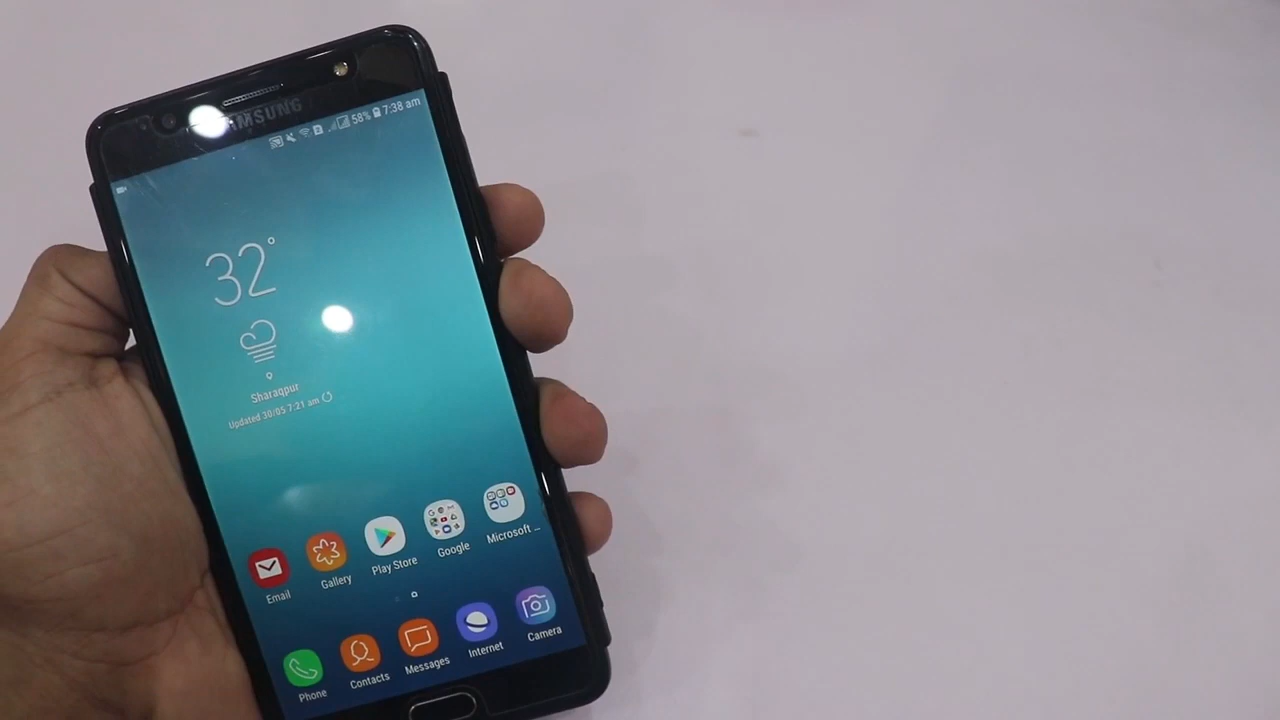 SAMSUNG
58% 7:38 am
32°
Sharaqpur
Updated 30/05 7:21 am
Email
Gallery
Play Store
Google
Microsoft ...
Phone
Contacts
Messages
Internet
Camera